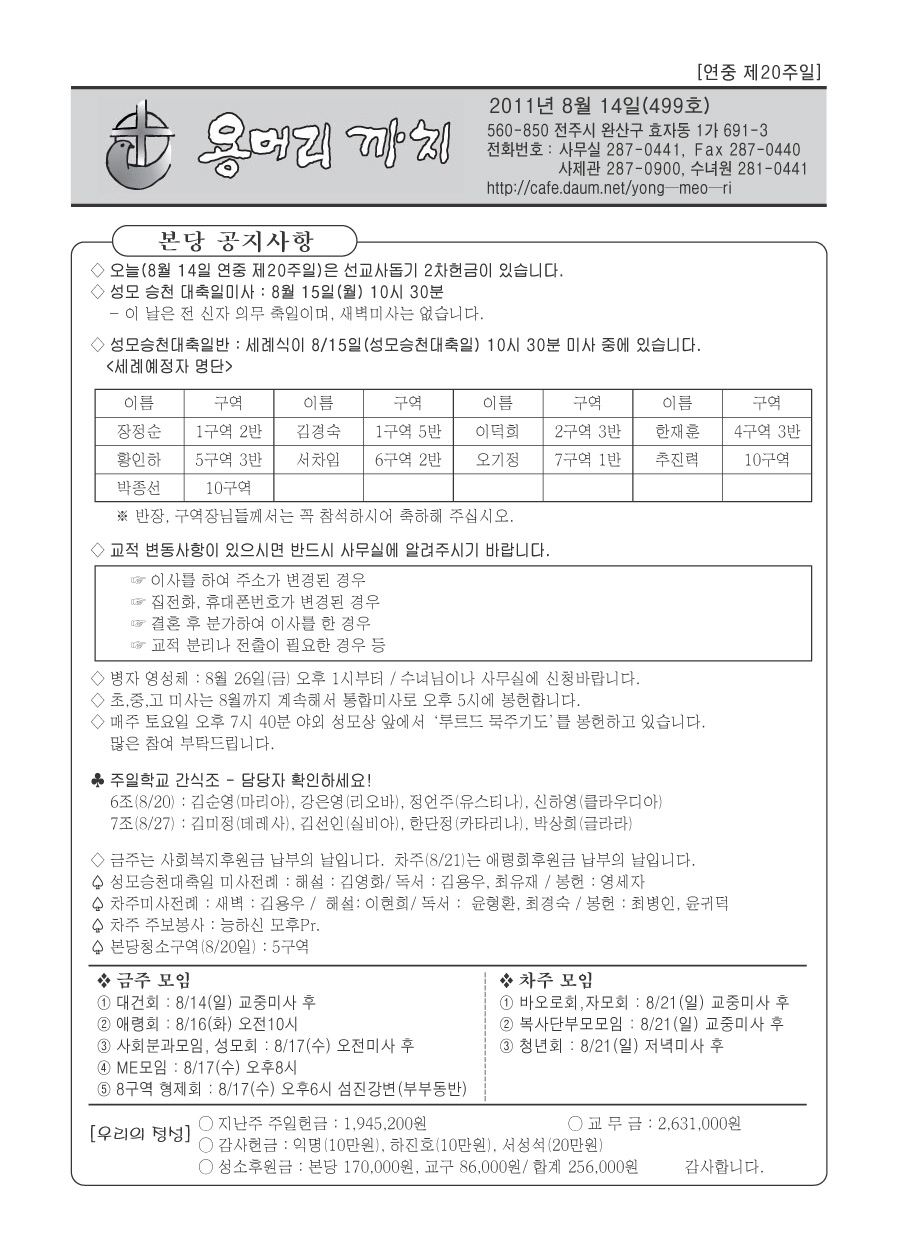 [연중 제20주일]
용머리 까치
2011년 8월 14일(499호)
560-850 전주시 완산구 효자동 1가 691-3
전화번호 : 사무실 287-0441, Fax 287-0440
사제관 287-0900, 수녀원 281-0441
http://cafe.daum.net/yong―meo―ri
본당 공지사항
◇ 오늘(8월 14일 연중 제20주일)은 선교사돕기 2차헌금이 있습니다.
◇ 성모 승천 대축일미사 : 8월 15일(월) 10시 30분
- 이 날은 전 신자 의무 축일이며, 새벽미사는 없습니다.
◇ 성모승천대축일반 : 세례식이 8/15일(성모승천대축일) 10시 30분 미사 중에 있습니다.
<세례예정자 명단>
이름 구역 이름 구역 이름 구역 이름 구역
장정순 1구역 2반 김경숙 1구역 5반 이덕희 2구역 3반 한재훈 4구역 3반
황인하 5구역 3반 서차임 6구역 2반 오기정 7구역 1반 추진력 10구역
박종선 10구역
※ 반장, 구역장님들께서는 꼭 참석하시어 축하해 주십시오.
◇ 교적 변동사항이 있으시면 반드시 사무실에 알려주시기 바랍니다.
☞ 이사를 하여 주소가 변경된 경우
☞ 집전화, 휴대폰번호가 변경된 경우
☞ 결혼 후 분가하여 이사를 한 경우
☞ 교적 분리나 전출이 필요한 경우 등
◇ 병자 영성체 : 8월 26일(금) 오후 1시부터 / 수녀님이나 사무실에 신청바랍니다.
◇ 초,중,고 미사는 8월까지 계속해서 통합미사로 오후 5시에 봉헌합니다.
◇ 매주 토요일 오후 7시 40분 야외 성모상 앞에서 ‘루르드 묵주기도’를 봉헌하고 있습니다.
많은 참여 부탁드립니다.
♣ 주일학교 간식조 - 담당자 확인하세요!
6조(8/20) : 김순영(마리아), 강은영(리오바), 정언주(유스티나), 신하영(클라우디아)
7조(8/27) : 김미정(데레사), 김선인(실비아), 한단정(카타리나), 박상희(글라라)
◇ 금주는 사회복지후원금 납부의 날입니다. 차주(8/21)는 애령회후원금 납부의 날입니다.
♤ 성모승천대축일 미사전례 : 해설 : 김영화/ 독서 : 김용우, 최유재 / 봉헌 : 영세자
♤ 차주미사전례 : 새벽 : 김용우 / 해설: 이현희/ 독서 : 윤형환, 최경숙 / 봉헌 : 최병인, 윤귀덕
♤ 차주 주보봉사 : 능하신 모후Pr.
♤ 본당청소구역(8/20일) : 5구역
❖ 금주 모임
① 대건회 : 8/14(일) 교중미사 후
② 애령회 : 8/16(화) 오전10시
③ 사회분과모임, 성모회 : 8/17(수) 오전미사 후
④ ME모임 : 8/17(수) 오후8시
⑤ 8구역 형제회 : 8/17(수) 오후6시 섬진강변(부부동반)
❖ 차주 모임
① 바오로회,자모회 : 8/21(일) 교중미사 후
② 복사단부모모임 : 8/21(일) 교중미사 후
③ 청년회 : 8/21(일) 저녁미사 후
[우리의 정성]
○ 지난주 주일헌금 : 1,945,200원 ○ 교 무 금 : 2,631,000원
○ 감사헌금 : 익명(10만원), 하진호(10만원), 서성석(20만원)
○ 성소후원금 : 본당 170,000원, 교구 86,000원/ 합계 256,000원 감사합니다.